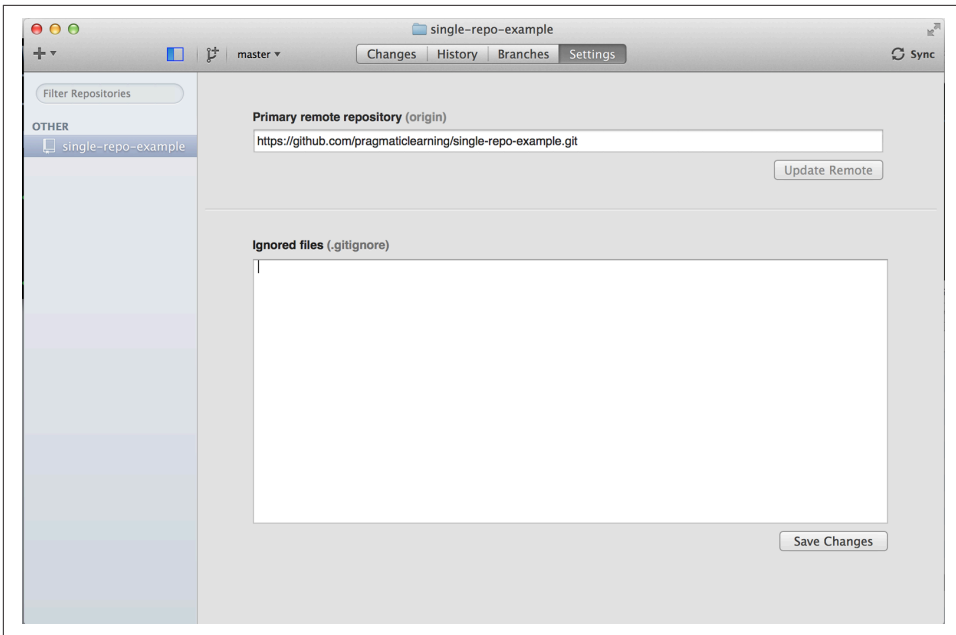 single-repo-example
master
Changes History Branches Settings
Sync
Filter Repositories
OTHER
single-repo-example
Primary remote repository (origin)
https://github.com/pragmaticlearning/single-repo-example.git
Update Remote
Ignored files (.gitignore)
Save Changes